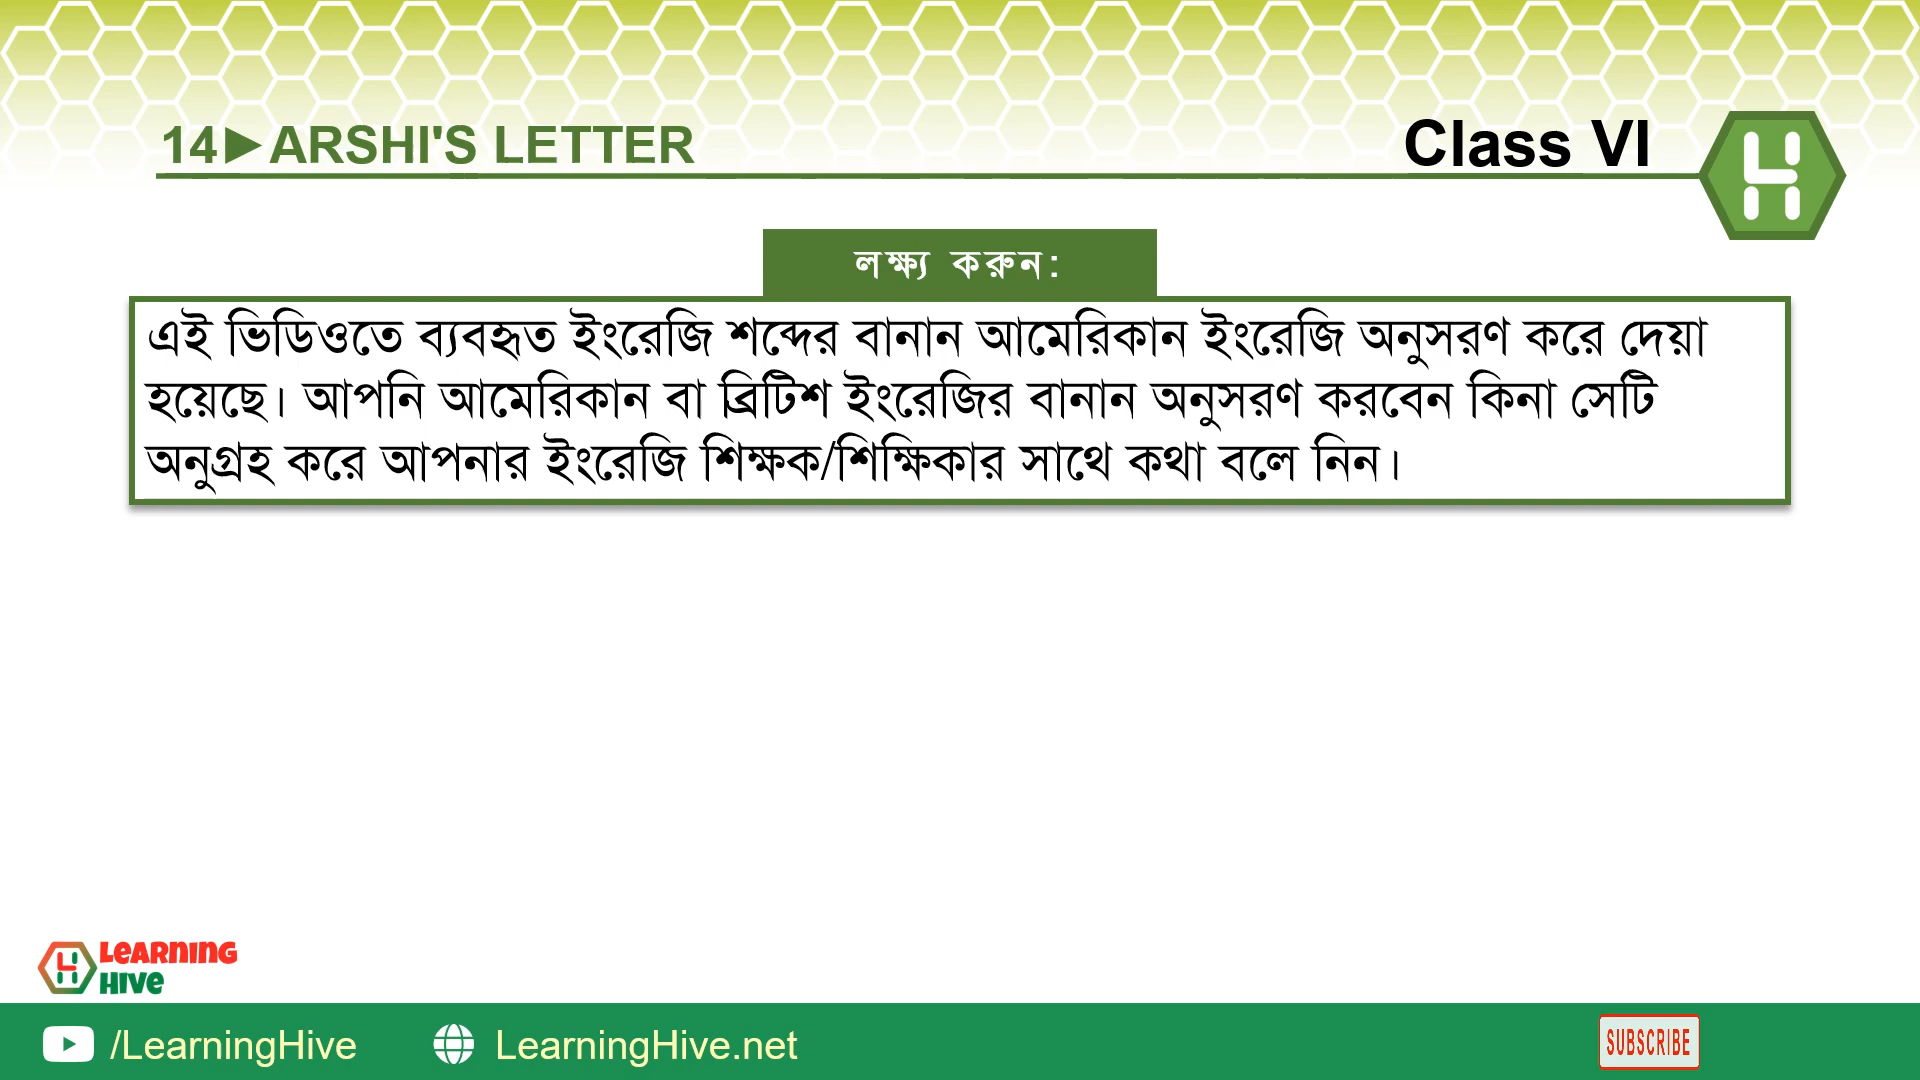 14►ARSHI'S LETTER
Class VI
লক্ষ্য করুন:
এই ভিডিওতে ব্যবহৃত ইংরেজি শব্দের বানান আমেরিকান ইংরেজি অনুসরণ করে দেয়া
হয়েছে। আপনি আমেরিকান বা ব্রিটিশ ইংরেজির বানান অনুসরণ করবেন কিনা সেটি
অনুগ্রহ করে আপনার ইংরেজি শিক্ষক/শিক্ষিকার সাথে কথা বলে নিন।
LEARNING
HIVE
/LearningHive
LearningHive.net
SUBSCRIBE